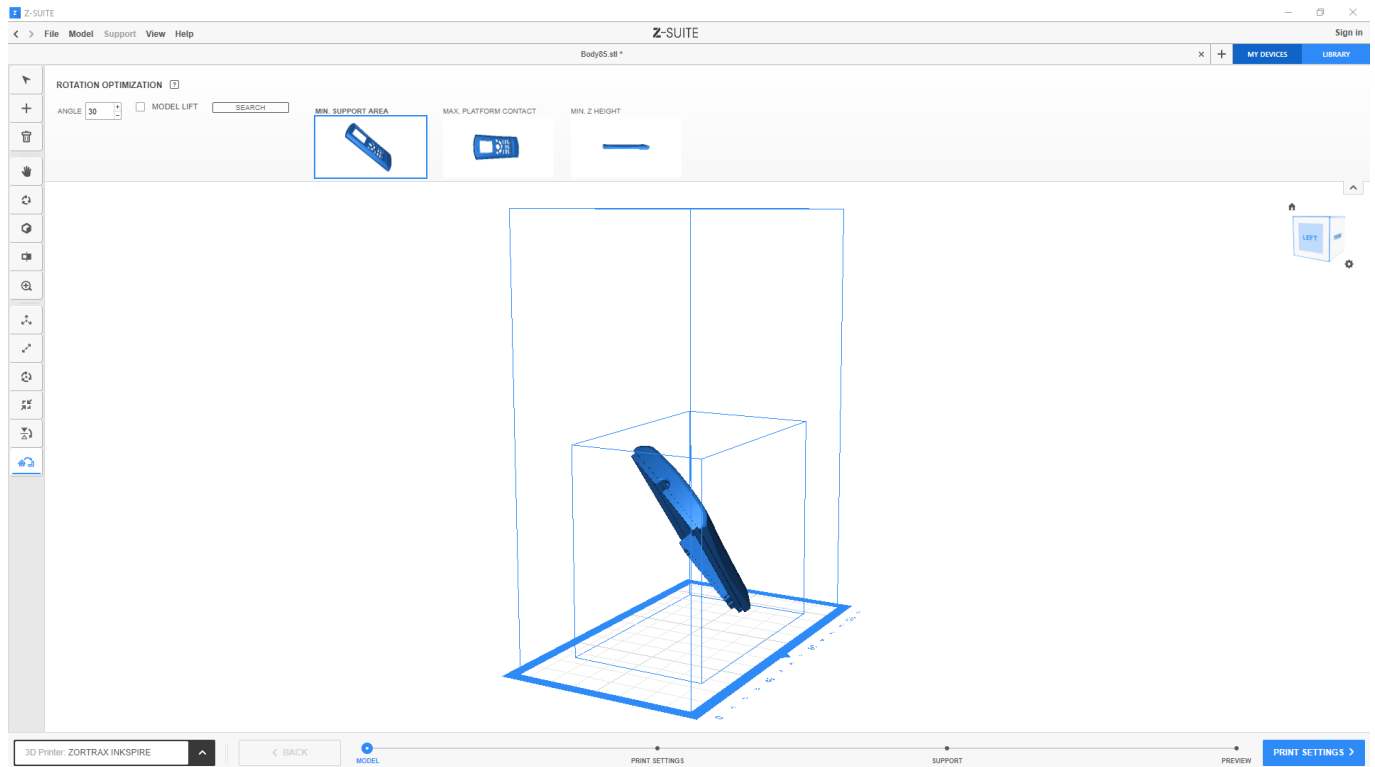 Z Z-SUITE
File Model Support View Help
Z-SUITE
Sign in
Body85.stl *
MY DEVICES
LIBRARY
ROTATION OPTIMIZATION ?
ANGLE 30
MODEL LIFT
SEARCH
MIN. SUPPORT AREA
MAX. PLATFORM CONTACT
MIN. Z HEIGHT
LEFT
3D Printer: ZORTRAX INKSPIRE
BACK
MODEL
PRINT SETTINGS
SUPPORT
PREVIEW
PRINT SETTINGS